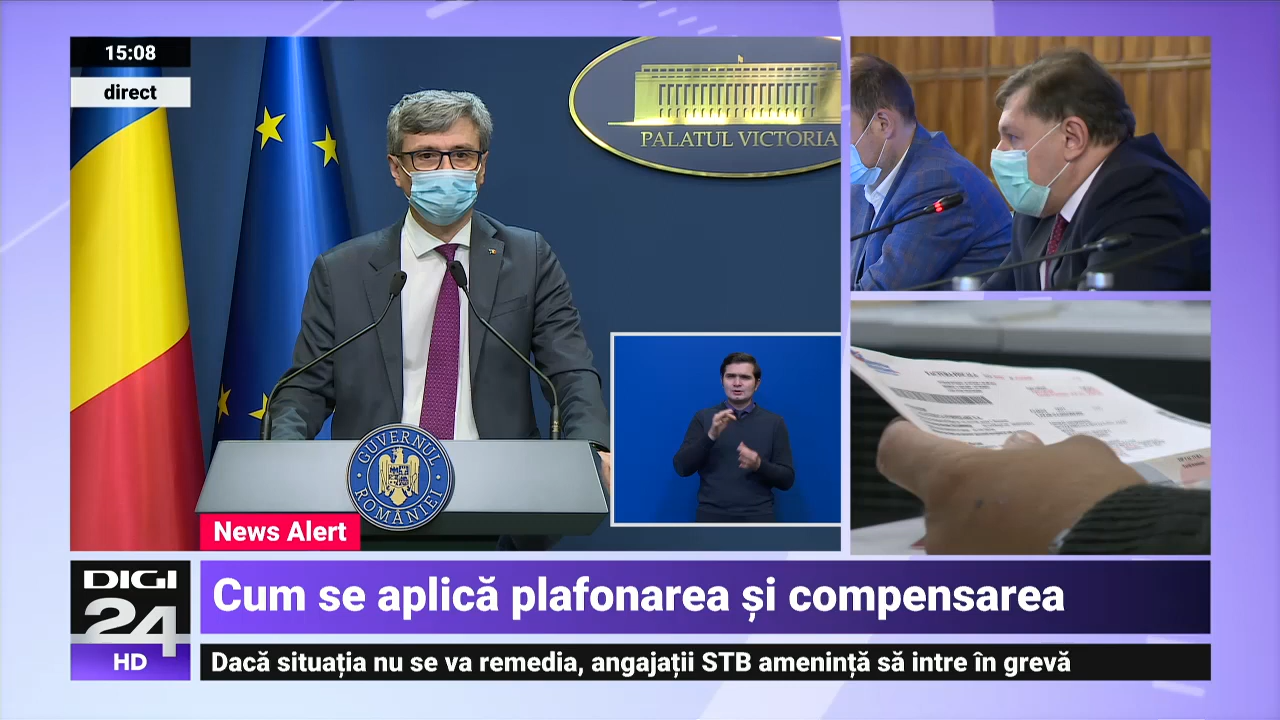 15:08
direct
PALATUL VICTORIA
GUVERNUL
ROMÂNIEI
News Alert
DIGI
24
HD
Cum se aplică plafonarea și compensarea
Dacă situația nu se va remedia, angajații STB amenință să intre în grevă